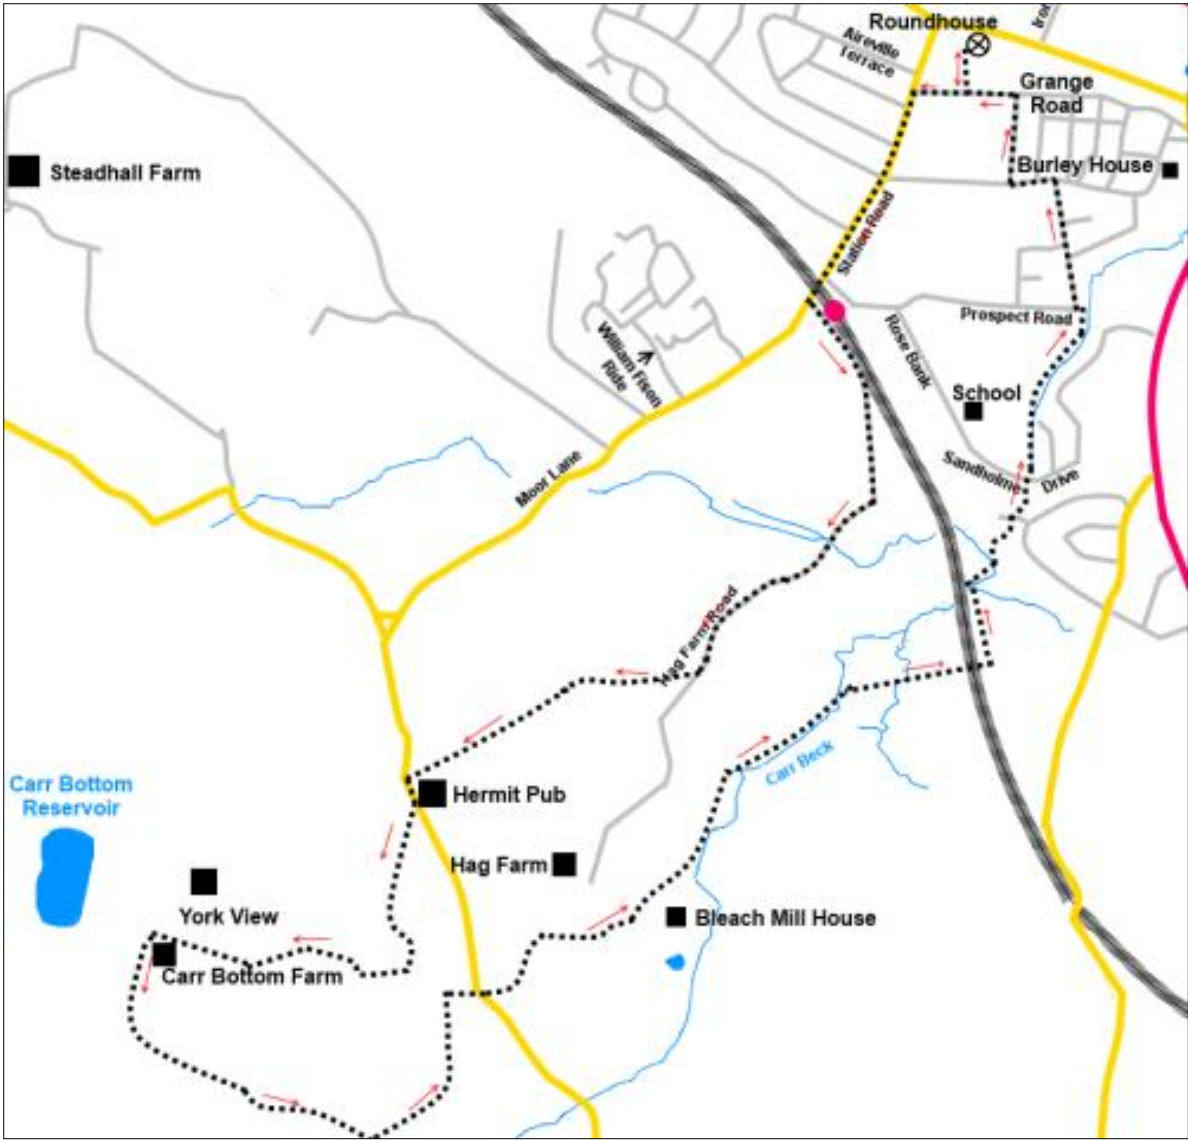 Roundhouse
Iron
Aireville
Terrace
Grange
Road
Burley House
Steadhall Farm
Station Road
Prospect Road
Rose Bank
William Fison
Ride
School
Sandholme
Drive
Moor Lane
Hag Farm Road
Carr Beck
Carr Bottom
Reservoir
Hermit Pub
Hag Farm
York View
Bleach Mill House
Carr Bottom Farm